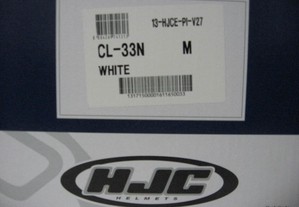 13-HJCE-PI-V27
CL-33N M
WHITE
HJC
HELMETS